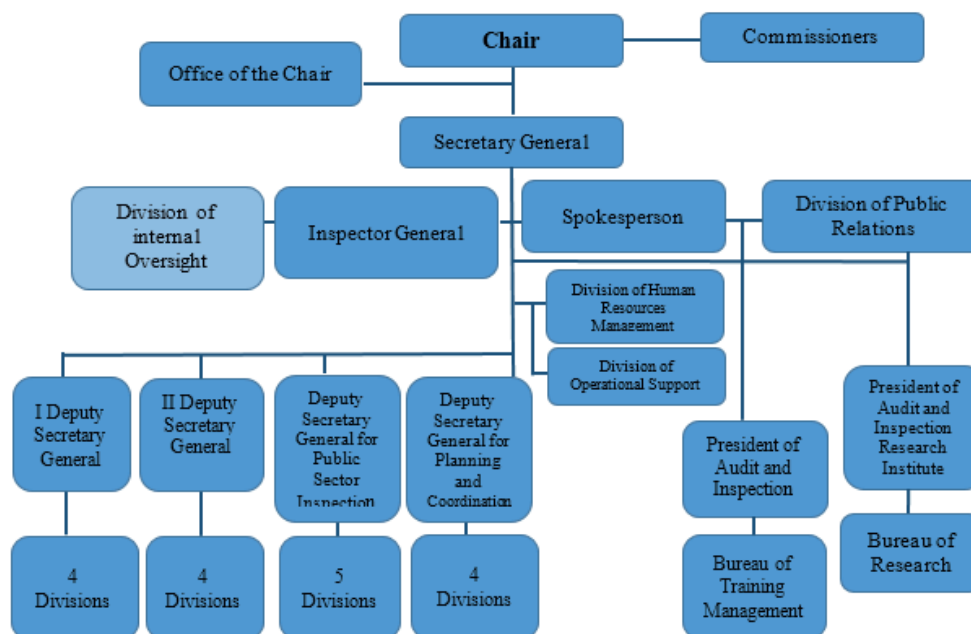 Chair
Commissioners
Office of the
Chair
Secretary General
Division of
internal
Oversight
Inspector General
Spokesperson
Division of Public
Relations
Division of Human
Resources
Management
Division of
Operational Support
I Deputy
Secretary
General
II Deputy
Secretary
General
Deputy
Secretary
General for
Public
Sector
Inspection
Deputy
Secretary
General for
Planning
and
Coordination
President of
Audit and
Inspection
President of
Audit and
Inspection
Research
Institute
4
Divisions
4
Divisions
5
Divisions
4
Divisions
Bureau of
Training
Management
Bureau of
Research